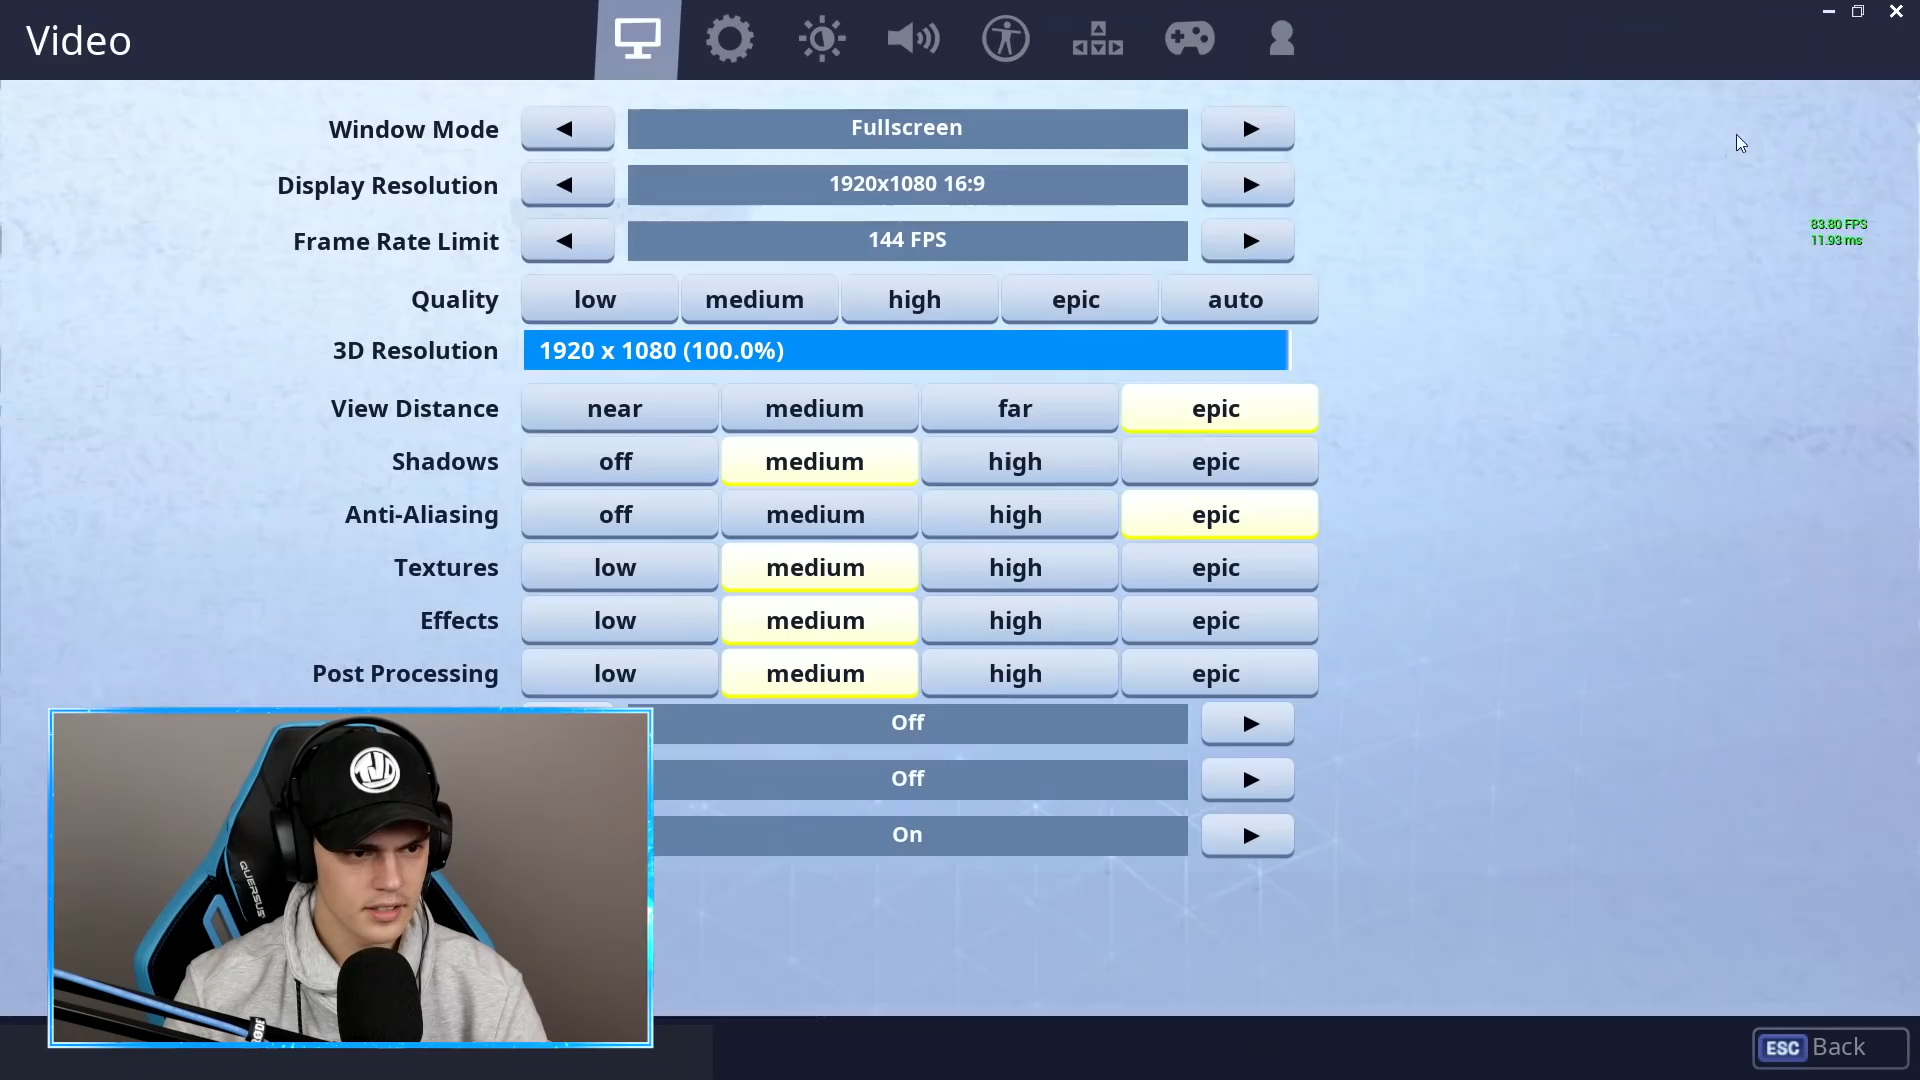 Video
Window Mode
Fullscreen
Display Resolution
1920x1080 16:9
Frame Rate Limit
144 FPS
83.80 FPS
11.93 ms
Quality
low
medium
high
epic
auto
3D Resolution
1920 x 1080 (100.0%)
View Distance
near
medium
far
epic
Shadows
off
medium
high
epic
Anti-Aliasing
off
medium
high
epic
Textures
low
medium
high
epic
Effects
low
medium
high
epic
Post Processing
low
medium
high
epic
Off
Off
On
TJD
QUERSUS
RØDE
ESC Back